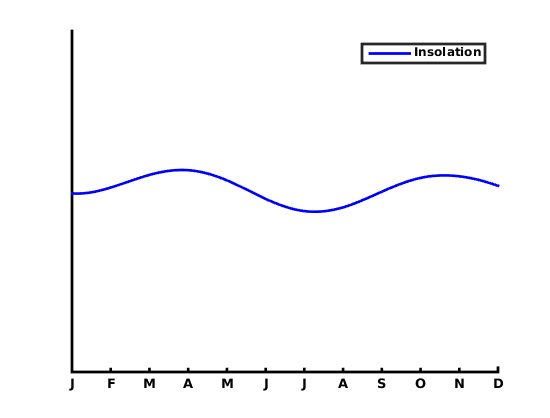 Insolation
J F M A M J J A S O N D